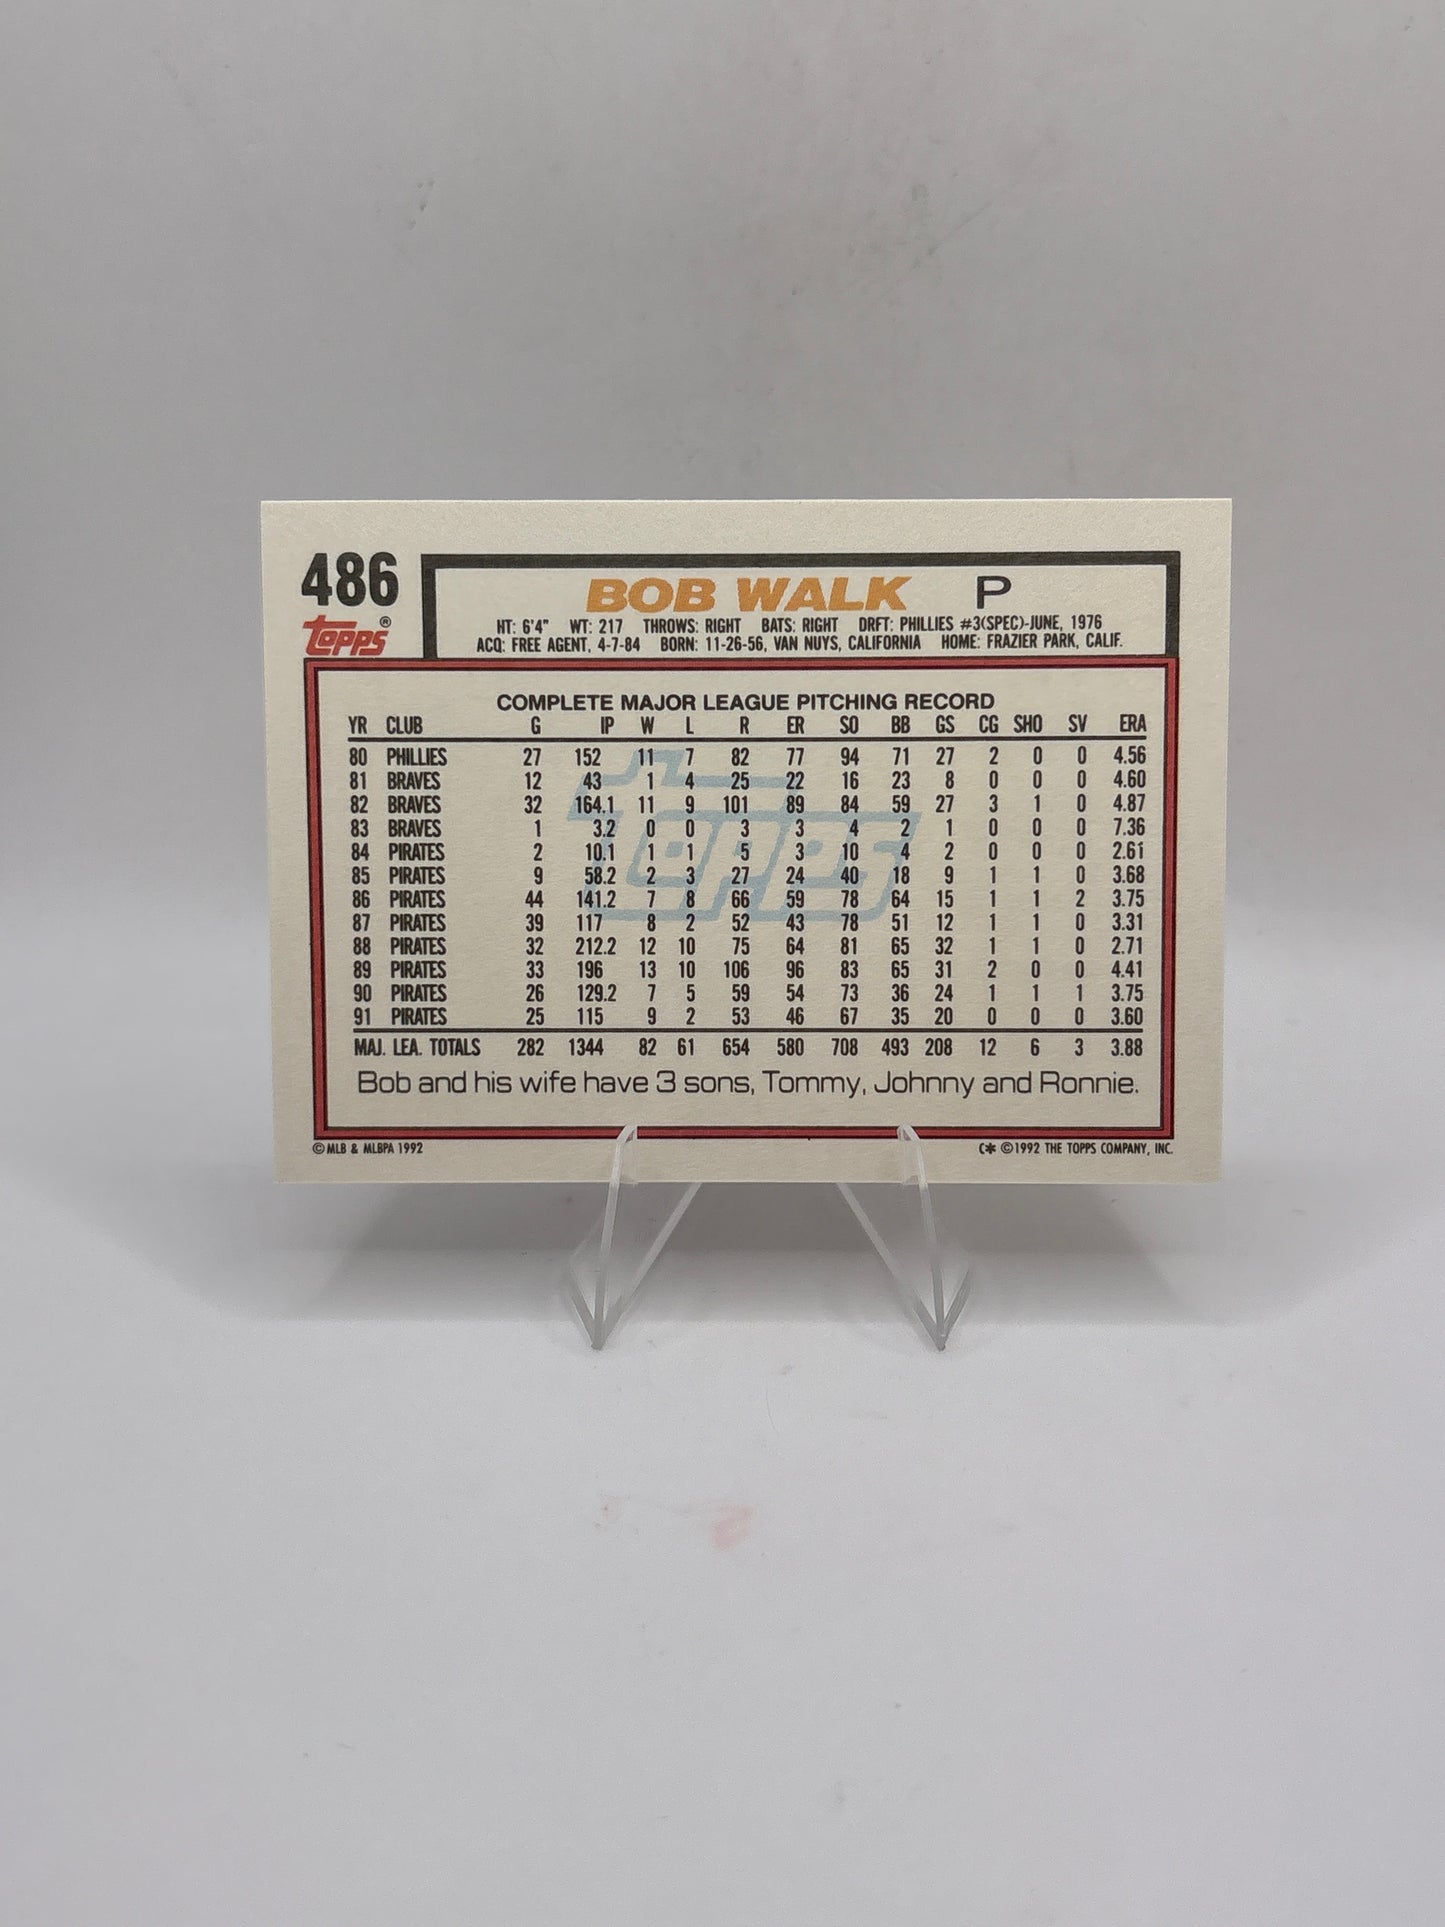 486 BOB WALK P
Topps®
HT: 6'4" WT: 217 THROWS: RIGHT BATS: RIGHT DRFT: PHILLIES #3(SPEC)-JUNE, 1976
ACQ: FREE AGENT, 4-7-84 BORN: 11-26-56, VAN NUYS, CALIFORNIA HOME: FRAZIER PARK, CALIF.
COMPLETE MAJOR LEAGUE PITCHING RECORD
YR CLUB G IP W L R ER SO BB GS CG SHO SV ERA
80 PHILLIES 27 152 11 7 82 77 94 71 27 2 0 0 4.56
81 BRAVES 12 43 1 4 25 22 16 23 8 0 0 0 4.60
82 BRAVES 32 164.1 11 9 101 89 84 59 27 3 1 0 4.87
83 BRAVES 1 3.2 0 0 3 3 4 2 1 0 0 0 7.36
84 PIRATES 2 10.1 1 1 5 3 10 4 2 0 0 0 2.61
85 PIRATES 9 58.2 2 3 27 24 40 18 9 1 1 0 3.68
86 PIRATES 44 141.2 7 8 66 59 78 64 15 1 1 2 3.75
87 PIRATES 39 117 8 2 52 43 78 51 12 1 1 0 3.31
88 PIRATES 32 212.2 12 10 75 64 81 65 32 1 1 0 2.71
89 PIRATES 33 196 13 10 106 96 83 65 31 2 0 0 4.41
90 PIRATES 26 129.2 7 5 59 54 73 36 24 1 1 1 3.75
91 PIRATES 25 115 9 2 53 46 67 35 20 0 0 0 3.60
MAJ. LEA. TOTALS 282 1344 82 61 654 580 708 493 208 12 6 3 3.88
Topps
Bob and his wife have 3 sons, Tommy, Johnny and Ronnie.
© MLB & MLBPA 1992 C* © 1992 THE TOPPS COMPANY, INC.